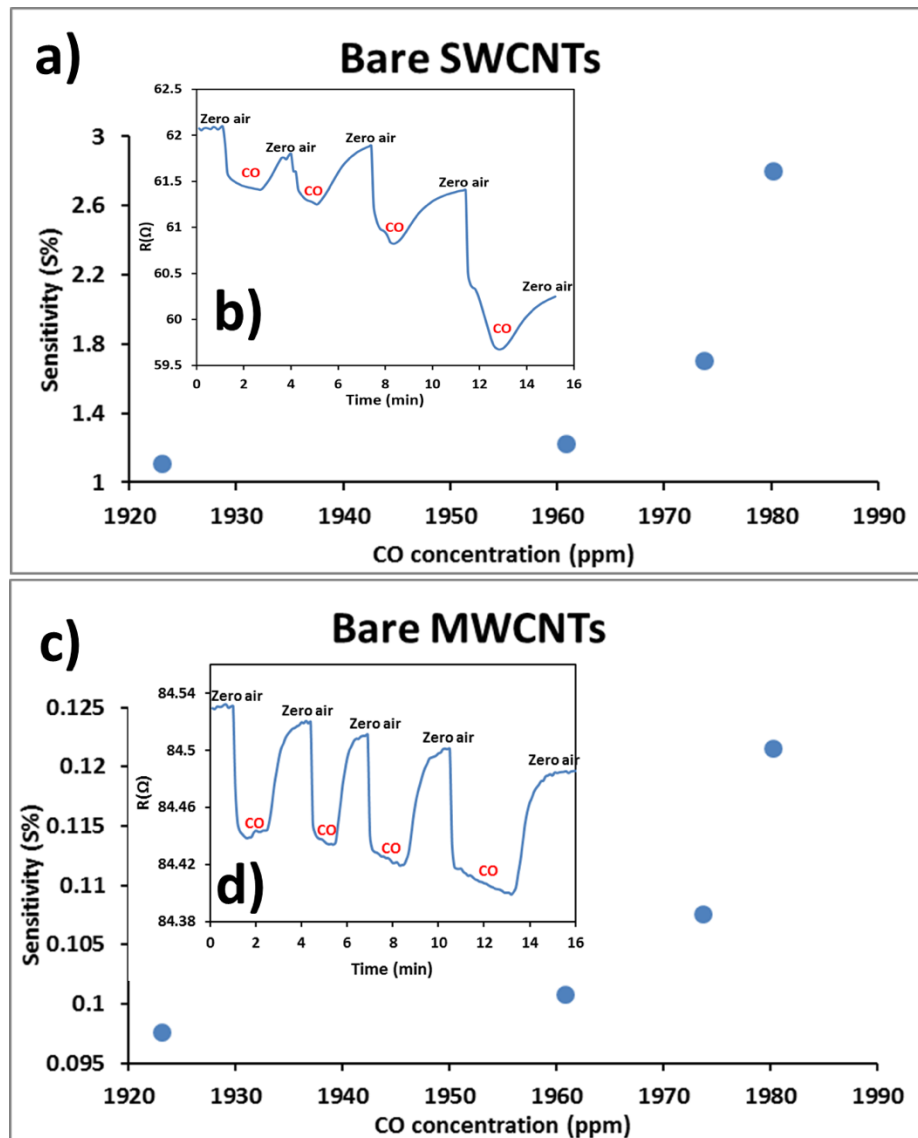 a)
Bare SWCNTs
Sensitivity (S%)
3
2.6
2.2
1.8
1.4
1
1920 1930 1940 1950 1960 1970 1980 1990
CO concentration (ppm)
b)
R(Ω)
62.5
62
61.5
61
60.5
60
59.5
Zero air
Zero air
Zero air
Zero air
Zero air
CO
CO
CO
CO
0 2 4 6 8 10 12 14 16
Time (min)
c)
Bare MWCNTs
Sensitivity (S%)
0.125
0.12
0.115
0.11
0.105
0.1
0.095
1920 1930 1940 1950 1960 1970 1980 1990
CO concentration (ppm)
d)
R(Ω)
84.54
84.5
84.46
84.42
84.38
Zero air
Zero air
Zero air
Zero air
Zero air
CO
CO
CO
CO
0 2 4 6 8 10 12 14 16
Time (min)